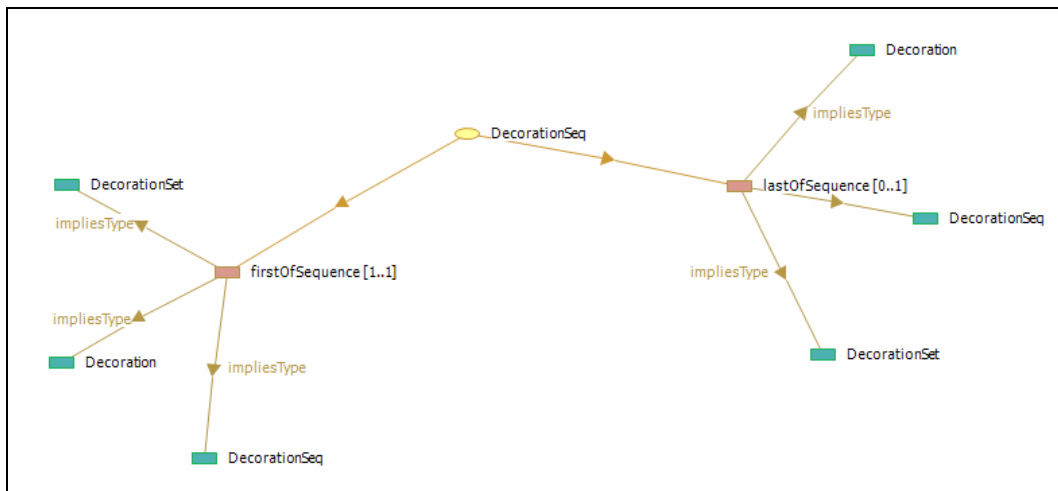 Decoration
impliesType
DecorationSeq
DecorationSet
lastOfSequence [0..1]
DecorationSeq
impliesType
firstOfSequence [1..1]
impliesType
impliesType
DecorationSet
Decoration
impliesType
DecorationSeq